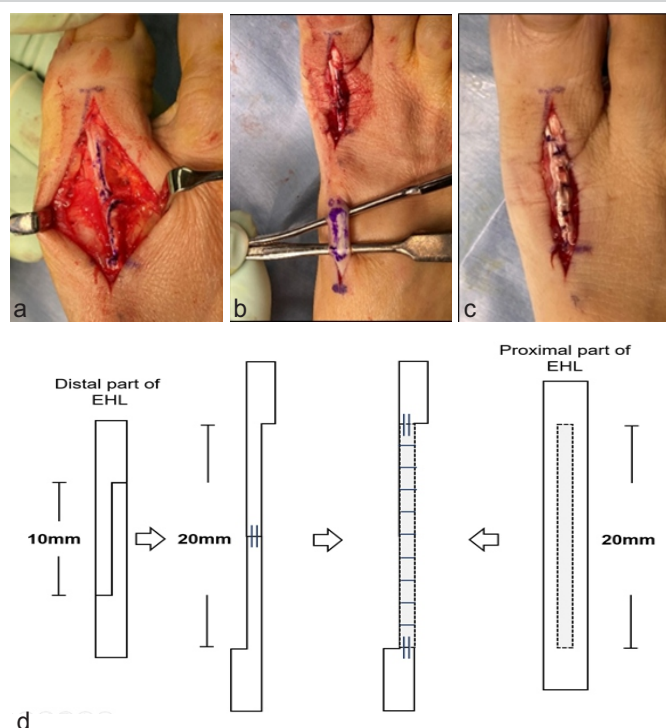 a
b
c
Distal part of
EHL
Proximal part of
EHL
10mm
20mm
20mm
d